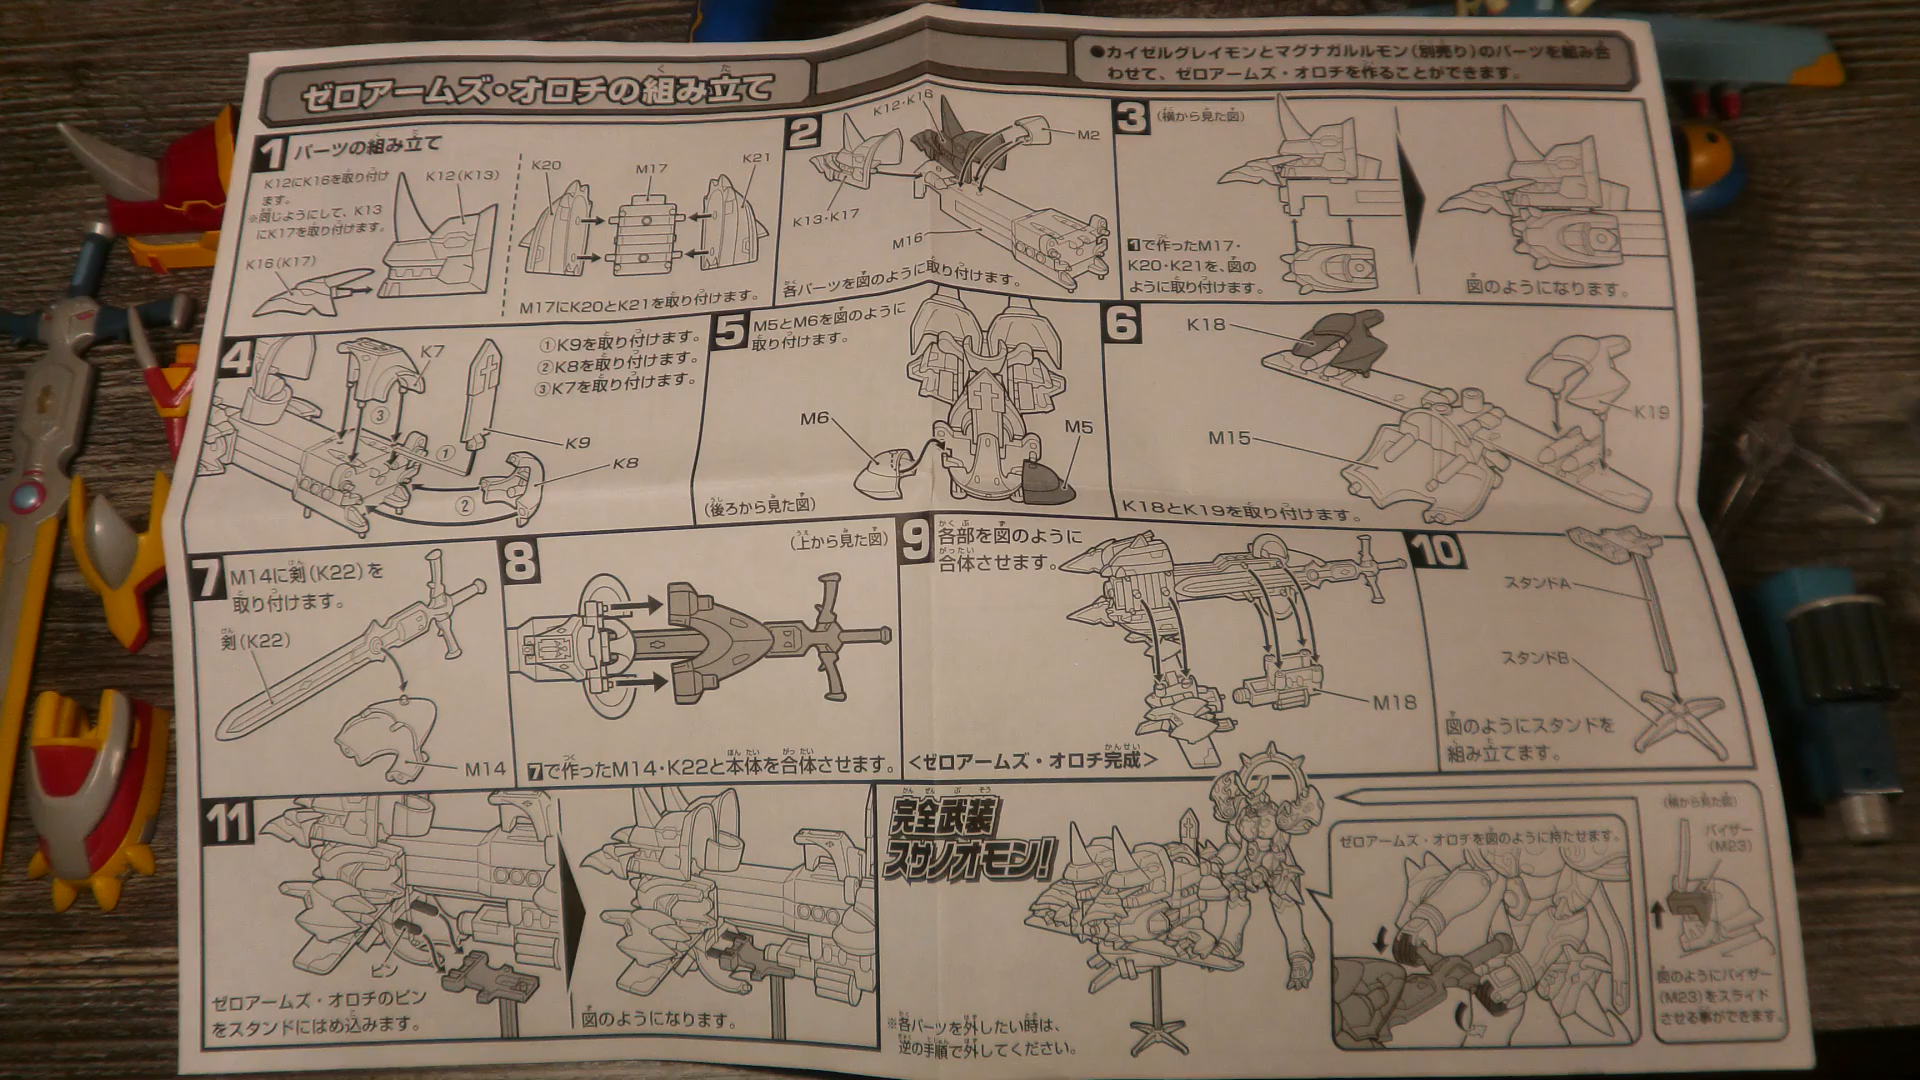 ゼロアームズ・オロチの組み立て
●カイゼルグレイモンとマグナガルルモン(別売り)のパーツを組み合
わせて、ゼロアームズ・オロチを作ることができます。
1 パーツの組み立て
K12にK16を取り付け
ます。
※同じようにして、K13
にK17を取り付けます。
K12(K13)
K16(K17)
K20
M17
K21
M17にK20とK21を取り付けます。
2
K12・K16
M2
K13・K17
M16
各パーツを図のように取り付けます。
3 (横から見た図)
1で作ったM17・
K20・K21を、図の
ように取り付けます。
図のようになります。
4
K7
①K9を取り付けます。
②K8を取り付けます。
③K7を取り付けます。
③
①
K9
K8
②
5 M5とM6を図のように
取り付けます。
M6
M5
(後ろから見た図)
6
K18
K19
M15
K18とK19を取り付けます。
7 M14に剣(K22)を
取り付けます。
剣(K22)
M14
8
(上から見た図)
7で作ったM14・K22と本体を合体させます。
9 各部を図のように
合体させます。
M18
<ゼロアームズ・オロチ完成>
10
スタンドA
スタンドB
図のようにスタンドを
組み立てます。
11
ピン
ゼロアームズ・オロチのピン
をスタンドにはめ込みます。
図のようになります。
完全武装
スサノオモン!
※各パーツを外したい時は、
逆の手順で外してください。
ゼロアームズ・オロチを図のように持たせます。
(横から見た図)
バイザー
(M23)
図のようにバイザー
(M23)をスライド
させる事ができます。